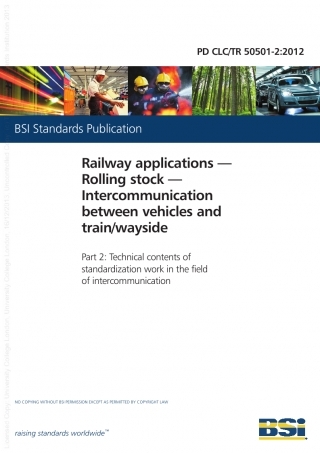 PD CLC/TR 50501-2:2012
BSI Standards Publication
Railway applications —
Rolling stock —
Intercommunication
between vehicles and
train/wayside
Part 2: Technical contents of
standardization work in the field
of intercommunication
NO COPYING WITHOUT BSI PERMISSION EXCEPT AS PERMITTED BY COPYRIGHT LAW
raising standards worldwide™
BSi